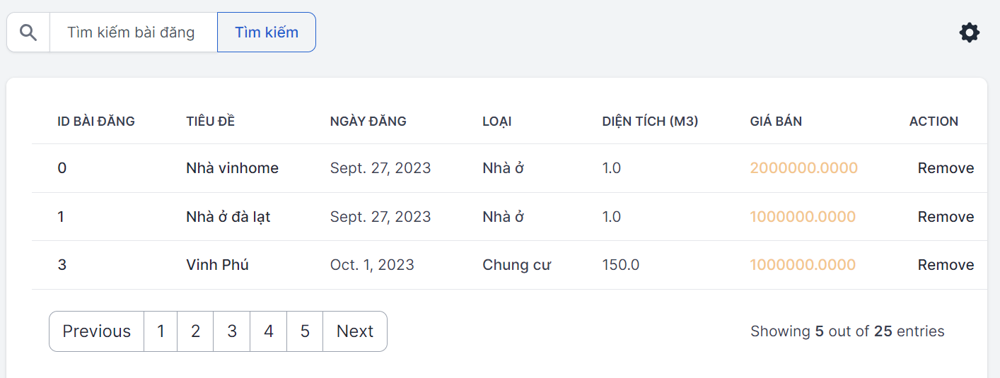 Tìm kiếm bài đăng Tìm kiếm
ID BÀI ĐĂNG TIÊU ĐỀ NGÀY ĐĂNG LOẠI DIỆN TÍCH (M3) GIÁ BÁN ACTION
0 Nhà vinhome Sept. 27, 2023 Nhà ở 1.0 2000000.0000 Remove
1 Nhà ở đà lạt Sept. 27, 2023 Nhà ở 1.0 1000000.0000 Remove
3 Vinh Phú Oct. 1, 2023 Chung cư 150.0 1000000.0000 Remove
Previous 1 2 3 4 5 Next Showing 5 out of 25 entries